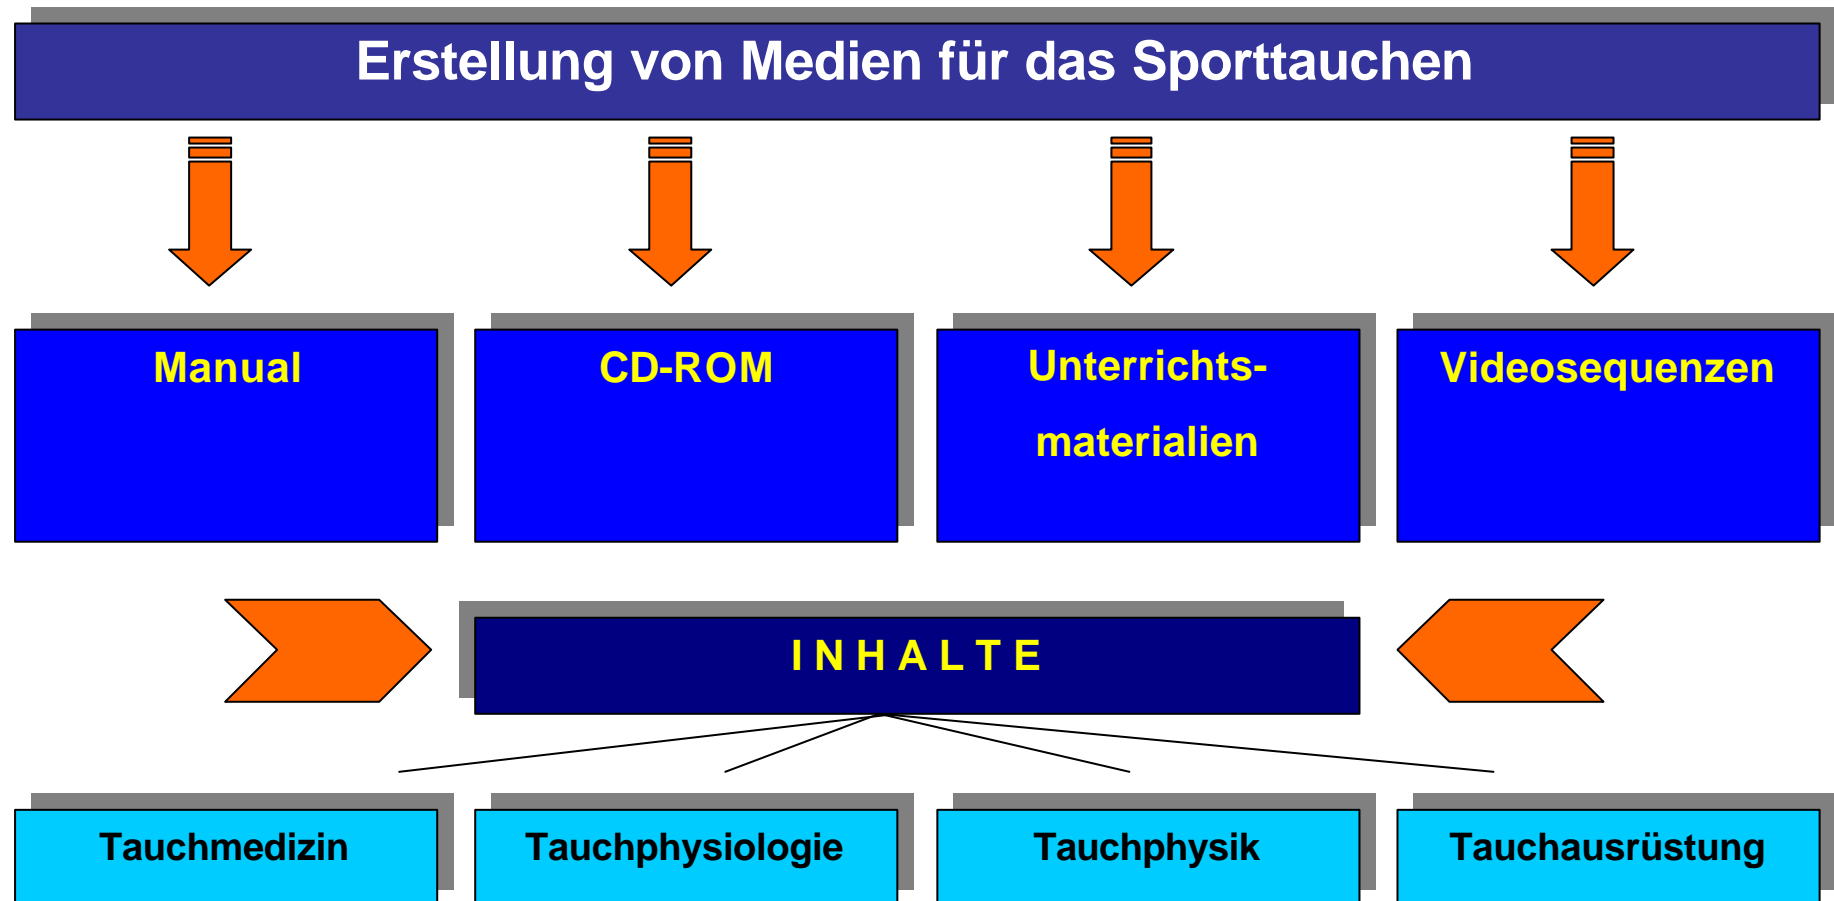 Erstellung von Medien für das Sporttauchen
Manual
CD-ROM
Unterrichts-
materialien
Videosequenzen
I N H A L T E
Tauchmedizin
Tauchphysiologie
Tauchphysik
Tauchausrüstung